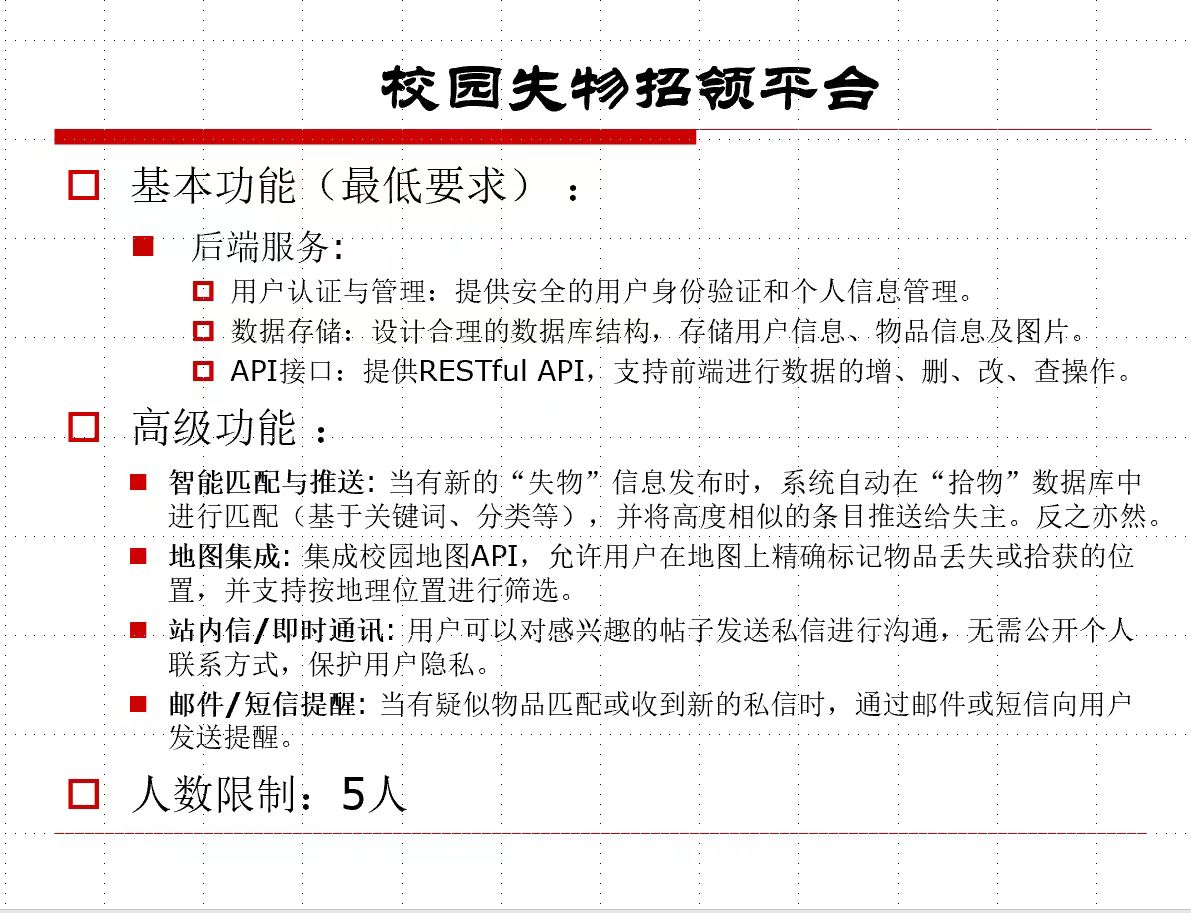 校园失物招领平台
基本功能（最低要求）：
后端服务:
用户认证与管理：提供安全的用户身份验证和个人信息管理。
数据存储：设计合理的数据库结构，存储用户信息、物品信息及图片。
API接口：提供RESTful API，支持前端进行数据的增、删、改、查操作。
高级功能：
智能匹配与推送: 当有新的“失物”信息发布时，系统自动在“拾物”数据库中
进行匹配（基于关键词、分类等），并将高度相似的条目推送给失主。反之亦然。
地图集成: 集成校园地图API，允许用户在地图上精确标记物品丢失或拾获的位
置，并支持按地理位置进行筛选。
站内信/即时通讯: 用户可以对感兴趣的帖子发送私信进行沟通，无需公开个人
联系方式，保护用户隐私。
邮件/短信提醒: 当有疑似物品匹配或收到新的私信时，通过邮件或短信向用户
发送提醒。
人数限制：5人